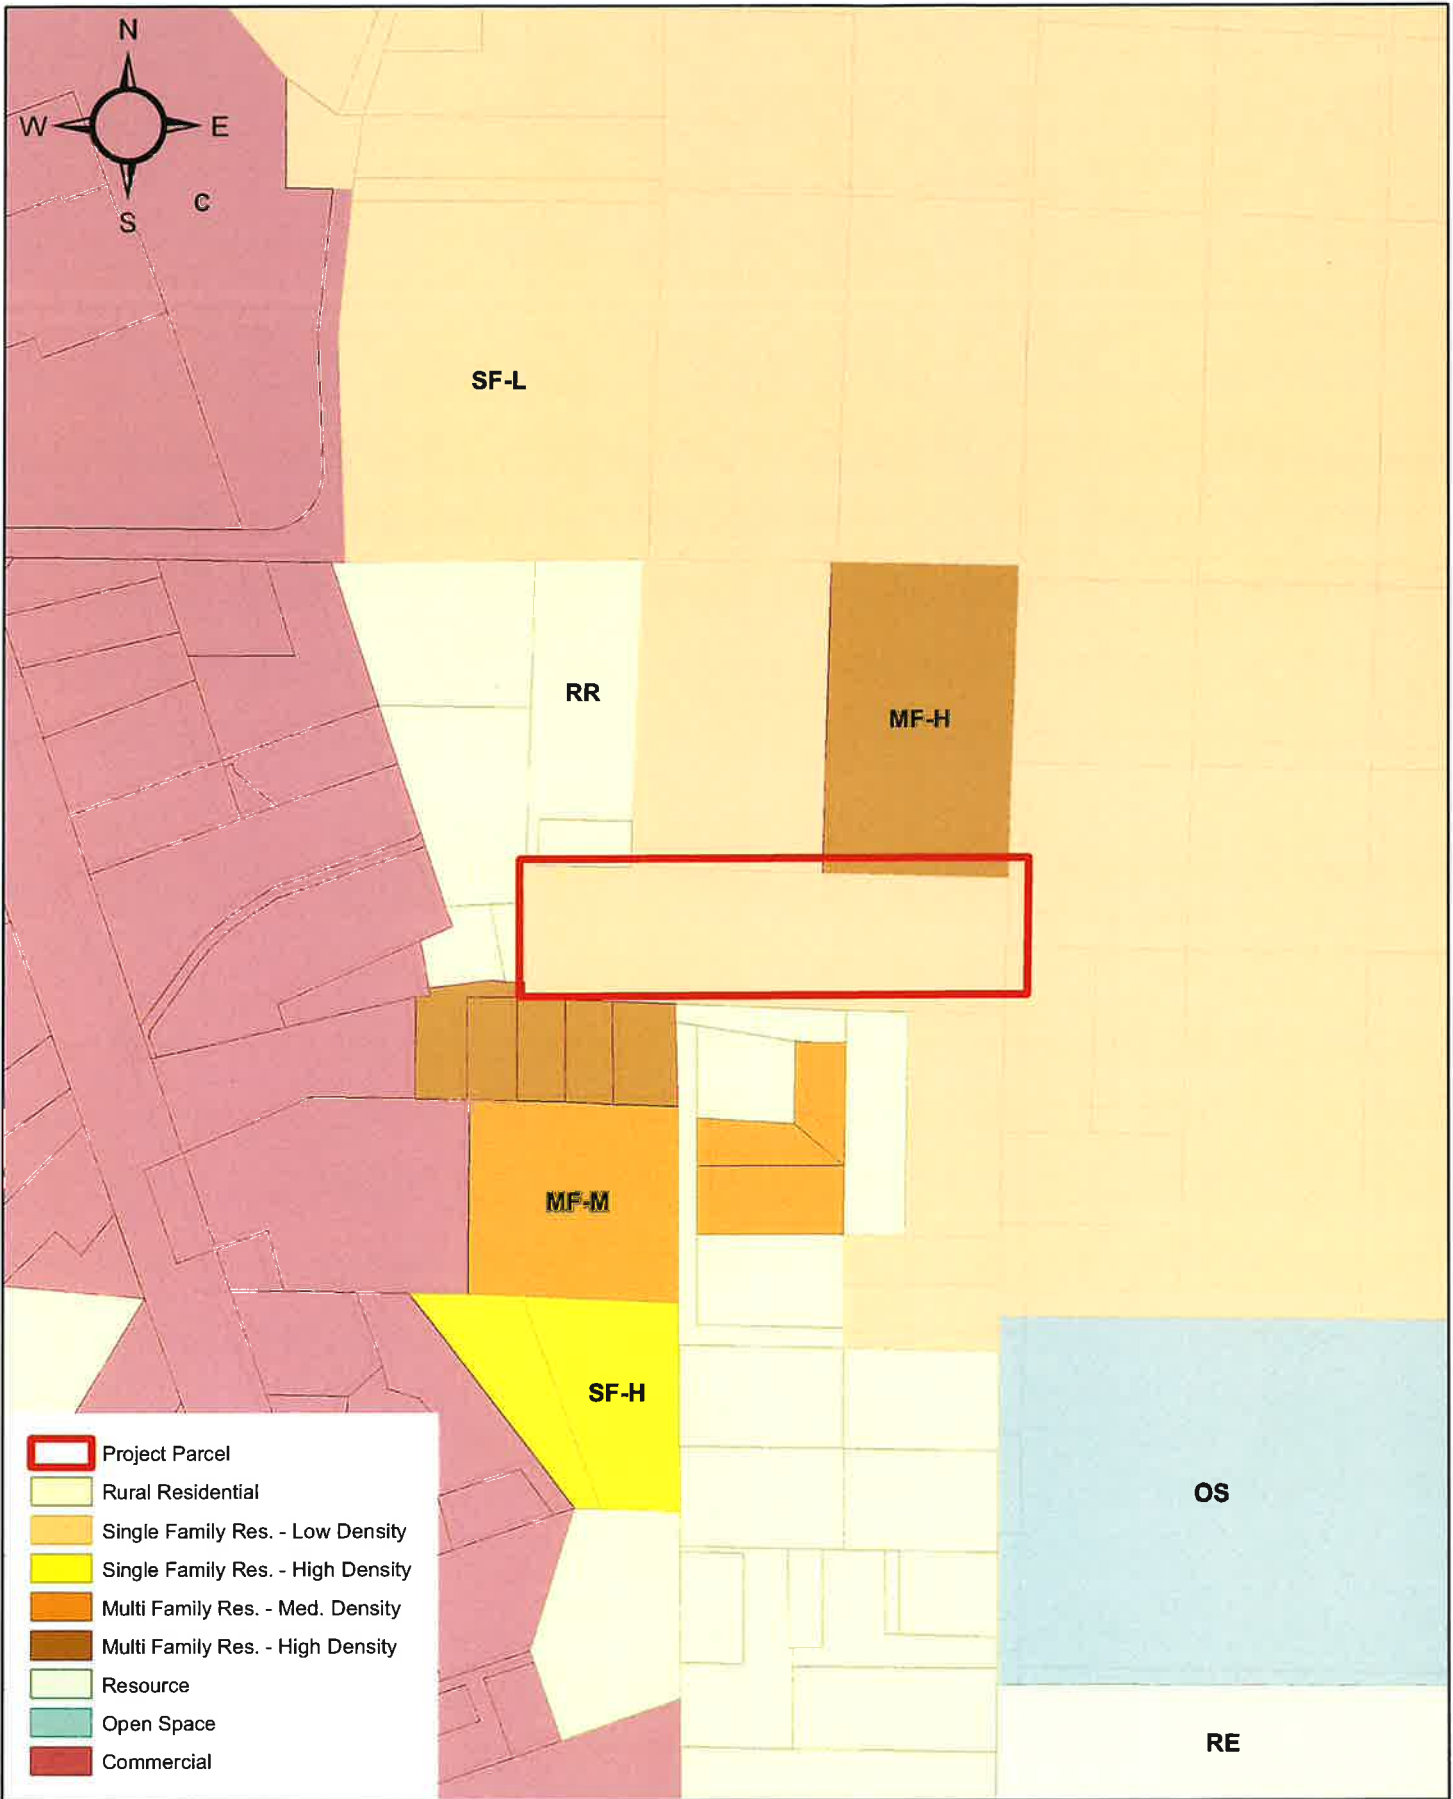 N
W
E
S
C
SF-L
RR
MF-H
MF-M
SF-H
OS
RE
Project Parcel
Rural Residential
Single Family Res. - Low Density
Single Family Res. - High Density
Multi Family Res. - Med. Density
Multi Family Res. - High Density
Resource
Open Space
Commercial